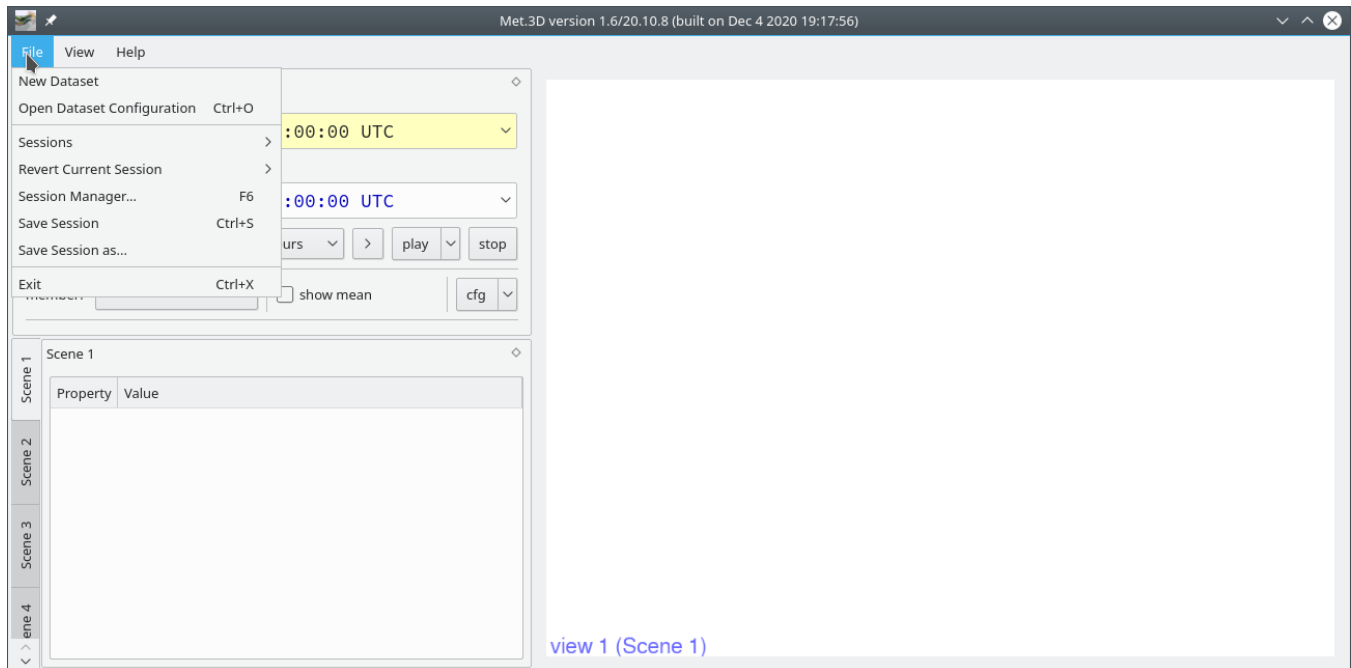 Met.3D version 1.6/20.10.8 (built on Dec 4 2020 19:17:56)
File View Help
New Dataset
Open Dataset Configuration Ctrl+O
Sessions
Revert Current Session
Session Manager... F6
Save Session Ctrl+S
Save Session as...
Exit Ctrl+X
:00:00 UTC
:00:00 UTC
urs > play stop
show mean cfg
Scene 1
Property Value
Scene 1
Scene 2
Scene 3
ene 4
view 1 (Scene 1)